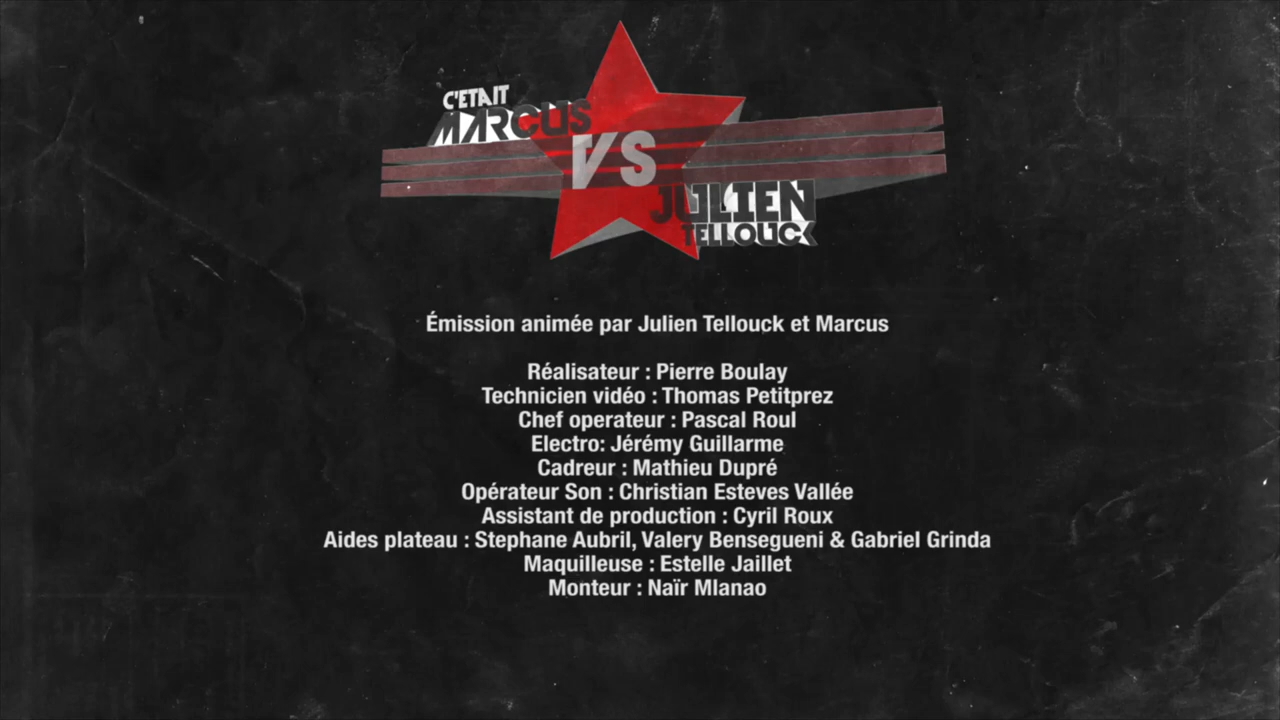 C'ETAIT
MARCUS
VS
JULIEN
TELLOUCK
Émission animée par Julien Tellouck et Marcus
Réalisateur : Pierre Boulay
Technicien vidéo : Thomas Petitprez
Chef operateur : Pascal Roul
Electro: Jérémy Guillarme
Cadreur : Mathieu Dupré
Opérateur Son : Christian Esteves Vallée
Assistant de production : Cyril Roux
Aides plateau : Stephane Aubril, Valery Bensegueni & Gabriel Grinda
Maquilleuse : Estelle Jaillet
Monteur : Naïr Mlanao